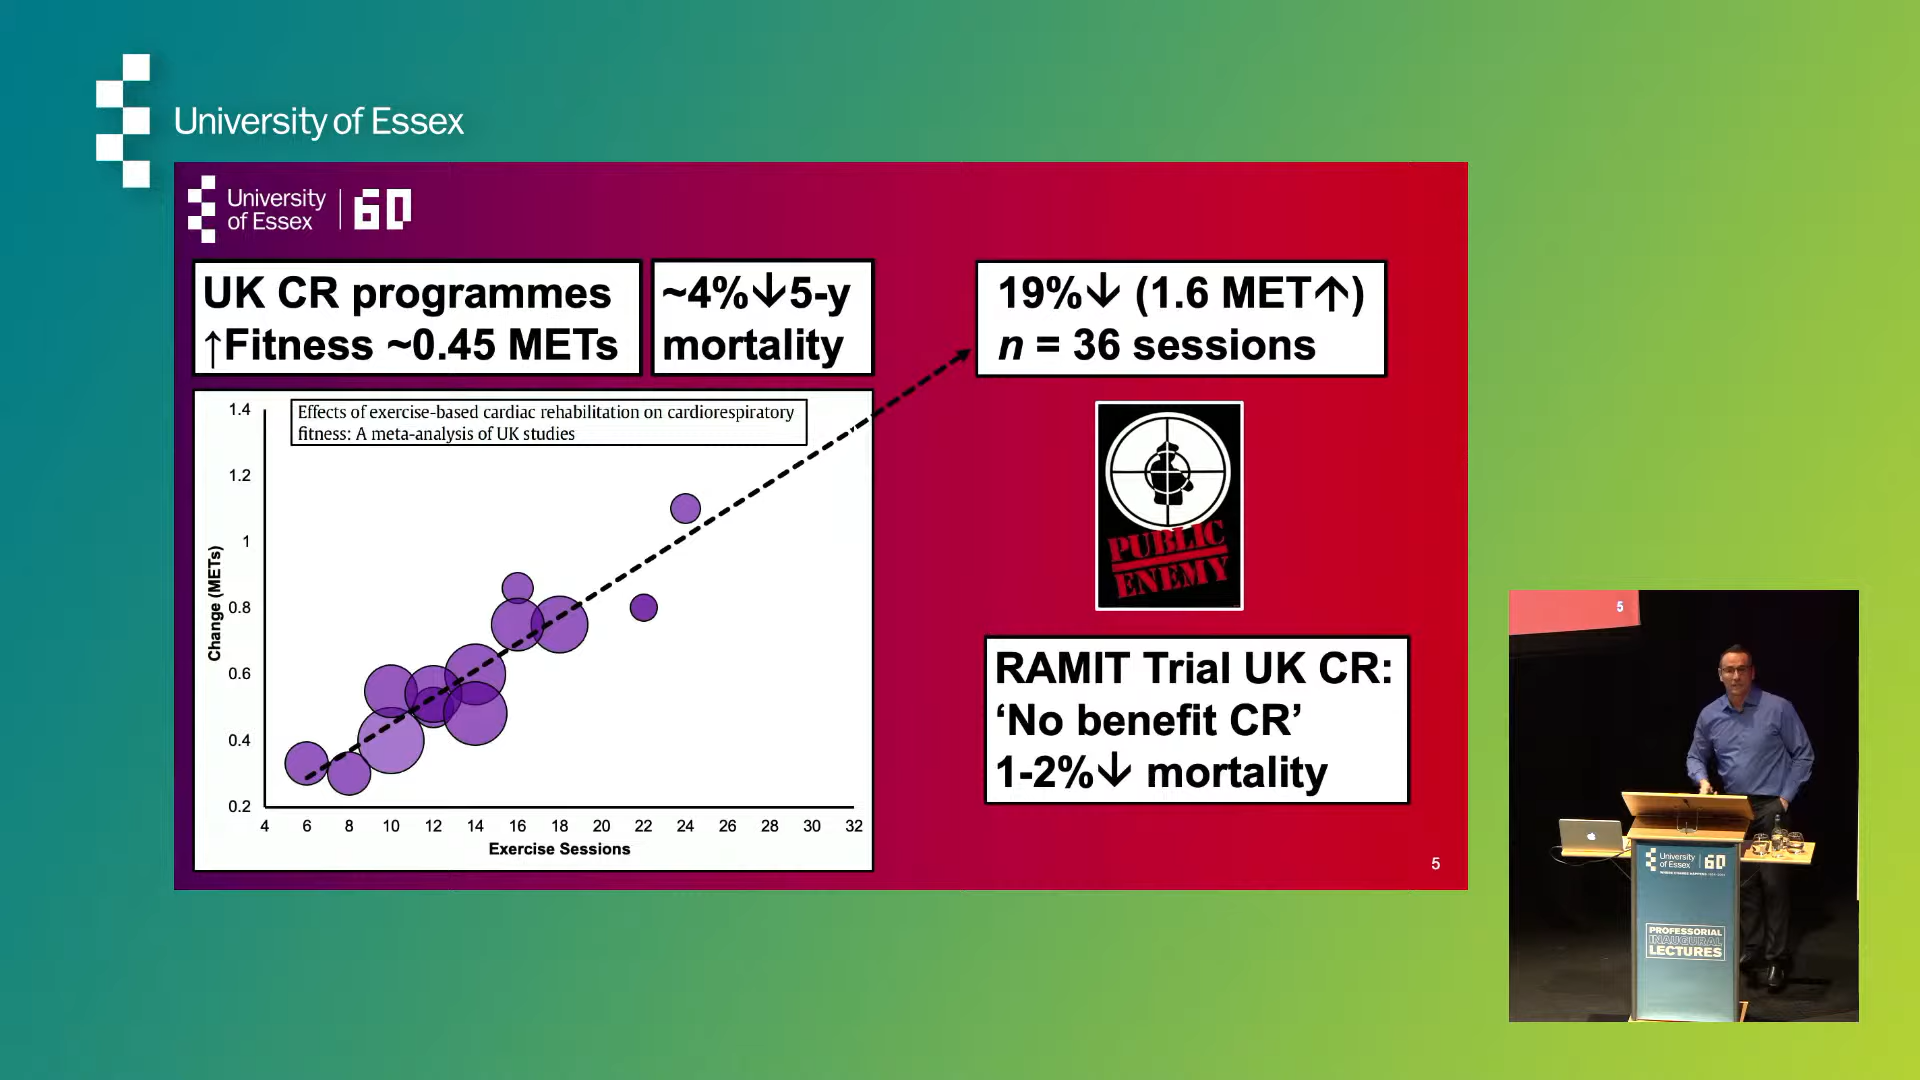 University of Essex
University
of Essex
60
UK CR programmes
↑Fitness ~0.45 METs
~4%↓5-y
mortality
19%↓ (1.6 MET↑)
n = 36 sessions
Effects of exercise-based cardiac rehabilitation on cardiorespiratory
fitness: A meta-analysis of UK studies
1.4
1.2
1
0.8
0.6
0.4
0.2
Change (METs)
4 6 8 10 12 14 16 18 20 22 24 26 28 30 32
Exercise Sessions
PUBLIC
ENEMY
RAMIT Trial UK CR:
‘No benefit CR’
1-2%↓ mortality
5
5
University
of Essex
60
PROFESSORIAL
INAUGURAL
LECTURES